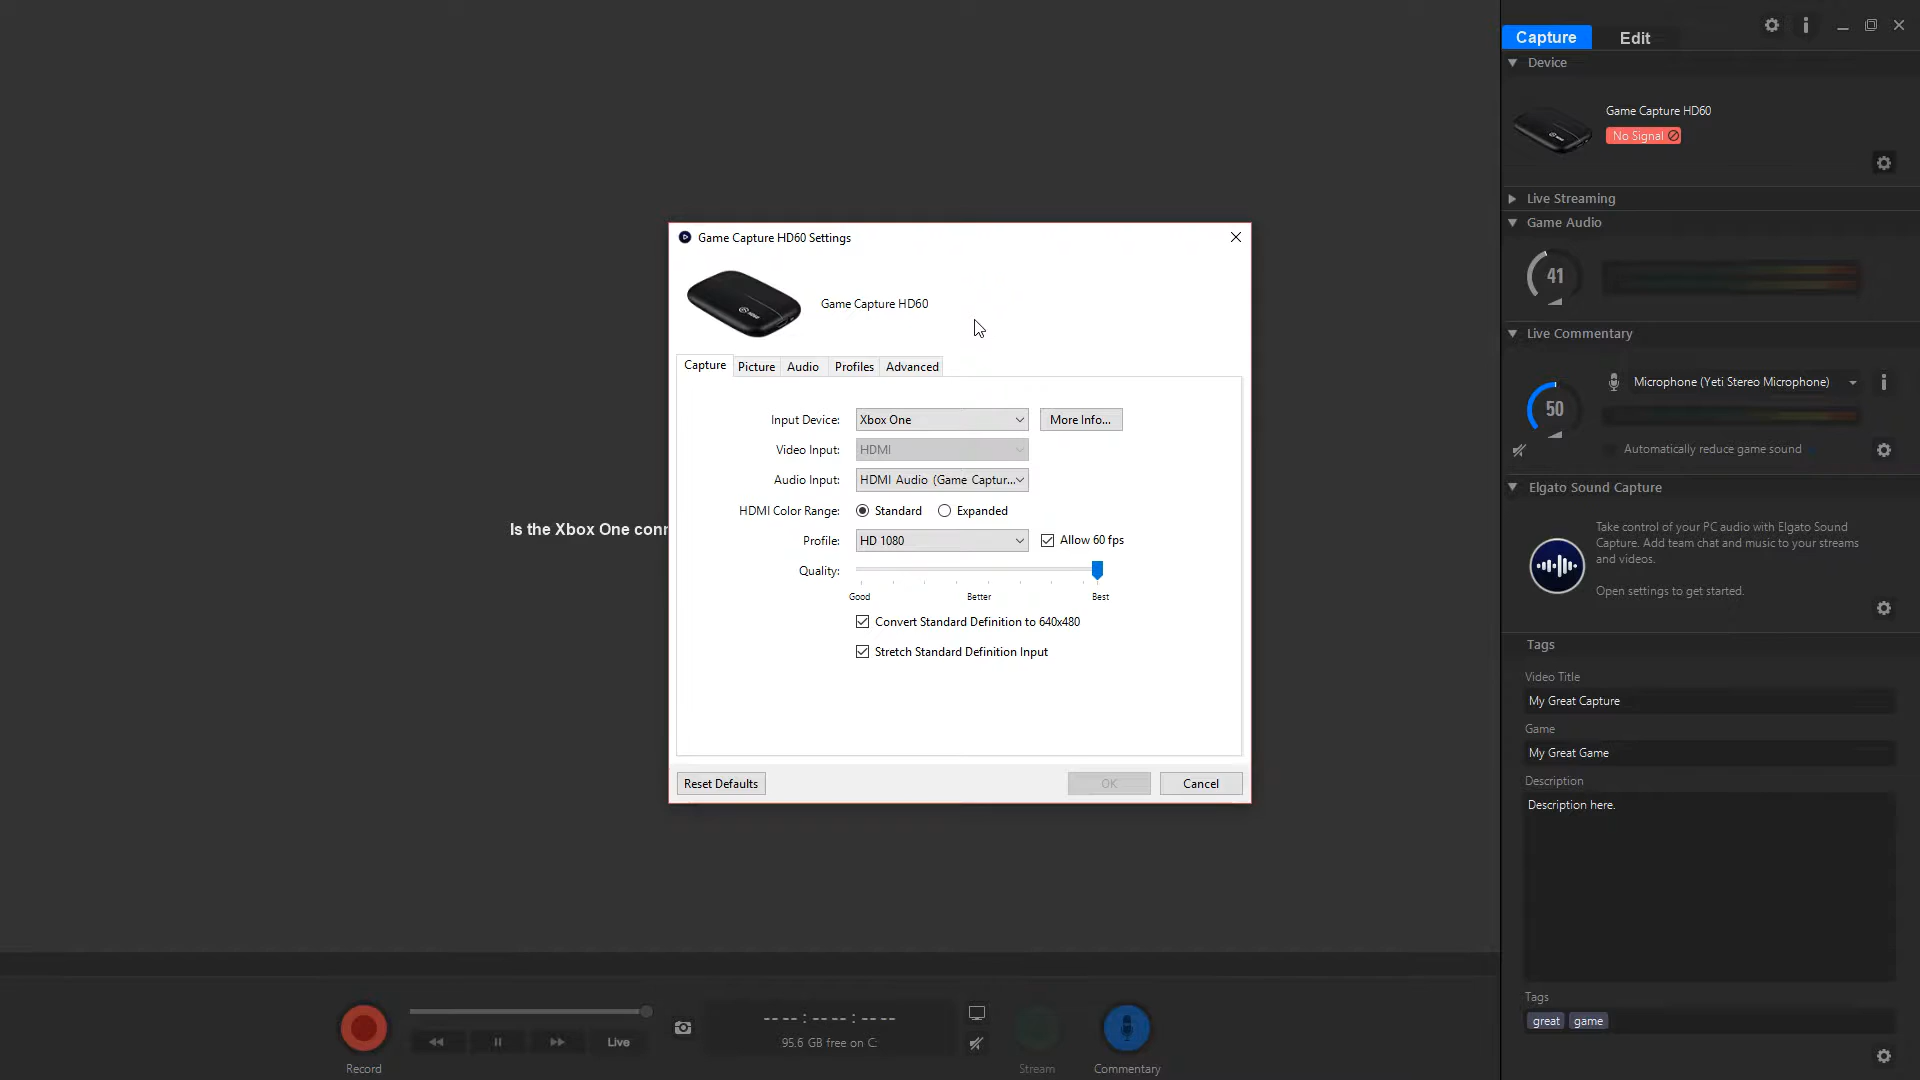 Capture
Edit
Device
Game Capture HD60
No Signal
Live Streaming
Game Audio
41
Live Commentary
Microphone (Yeti Stereo Microphone)
50
Automatically reduce game sound
Elgato Sound Capture
Take control of your PC audio with Elgato Sound
Capture. Add team chat and music to your streams
and videos.
Open settings to get started.
Tags
Video Title
My Great Capture
Game
My Great Game
Description
Description here.
Tags
great game
Is the Xbox One conn
Game Capture HD60 Settings
Game Capture HD60
Capture Picture Audio Profiles Advanced
Input Device: Xbox One More Info...
Video Input: HDMI
Audio Input: HDMI Audio (Game Captur...
HDMI Color Range: Standard Expanded
Profile: HD 1080 Allow 60 fps
Quality:
Good Better Best
Convert Standard Definition to 640x480
Stretch Standard Definition Input
Reset Defaults OK Cancel
Record
Live
----:----:----
95.6 GB free on C:
Stream
Commentary